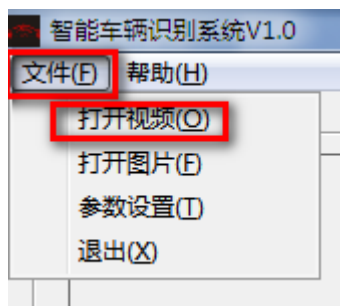 智能车辆识别系统V1.0
文件(F) 帮助(H)
打开视频(O)
打开图片(F)
参数设置(T)
退出(X)